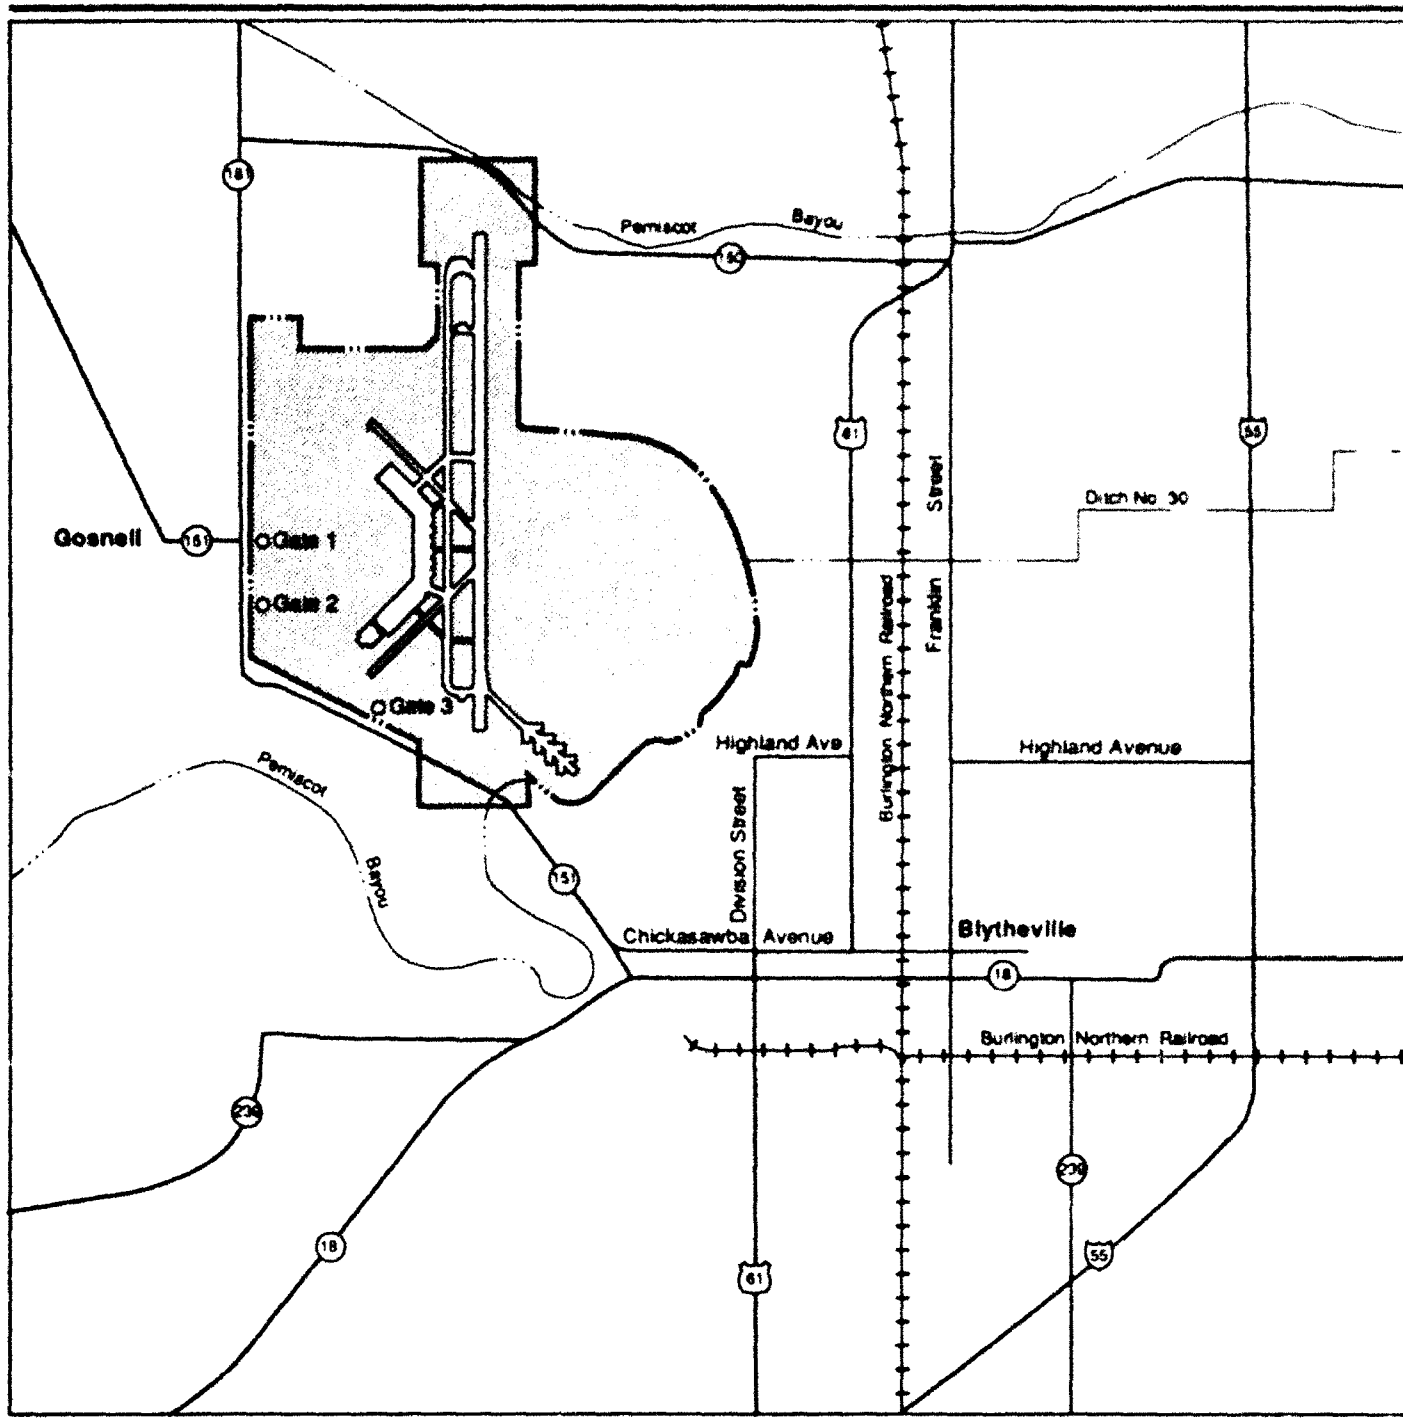 181
Pemiscot
Bayou
150
61
55
Street
Ditch No. 30
Gosnell
151
Gate 1
Gate 2
Franklin
Burlington Northern Railroad
Gate 3
Highland Ave
Highland Avenue
Pemiscot
Bayou
Division Street
151
Chickasawba Avenue
Blytheville
18
Burlington Northern Railroad
239
239
18
55
61